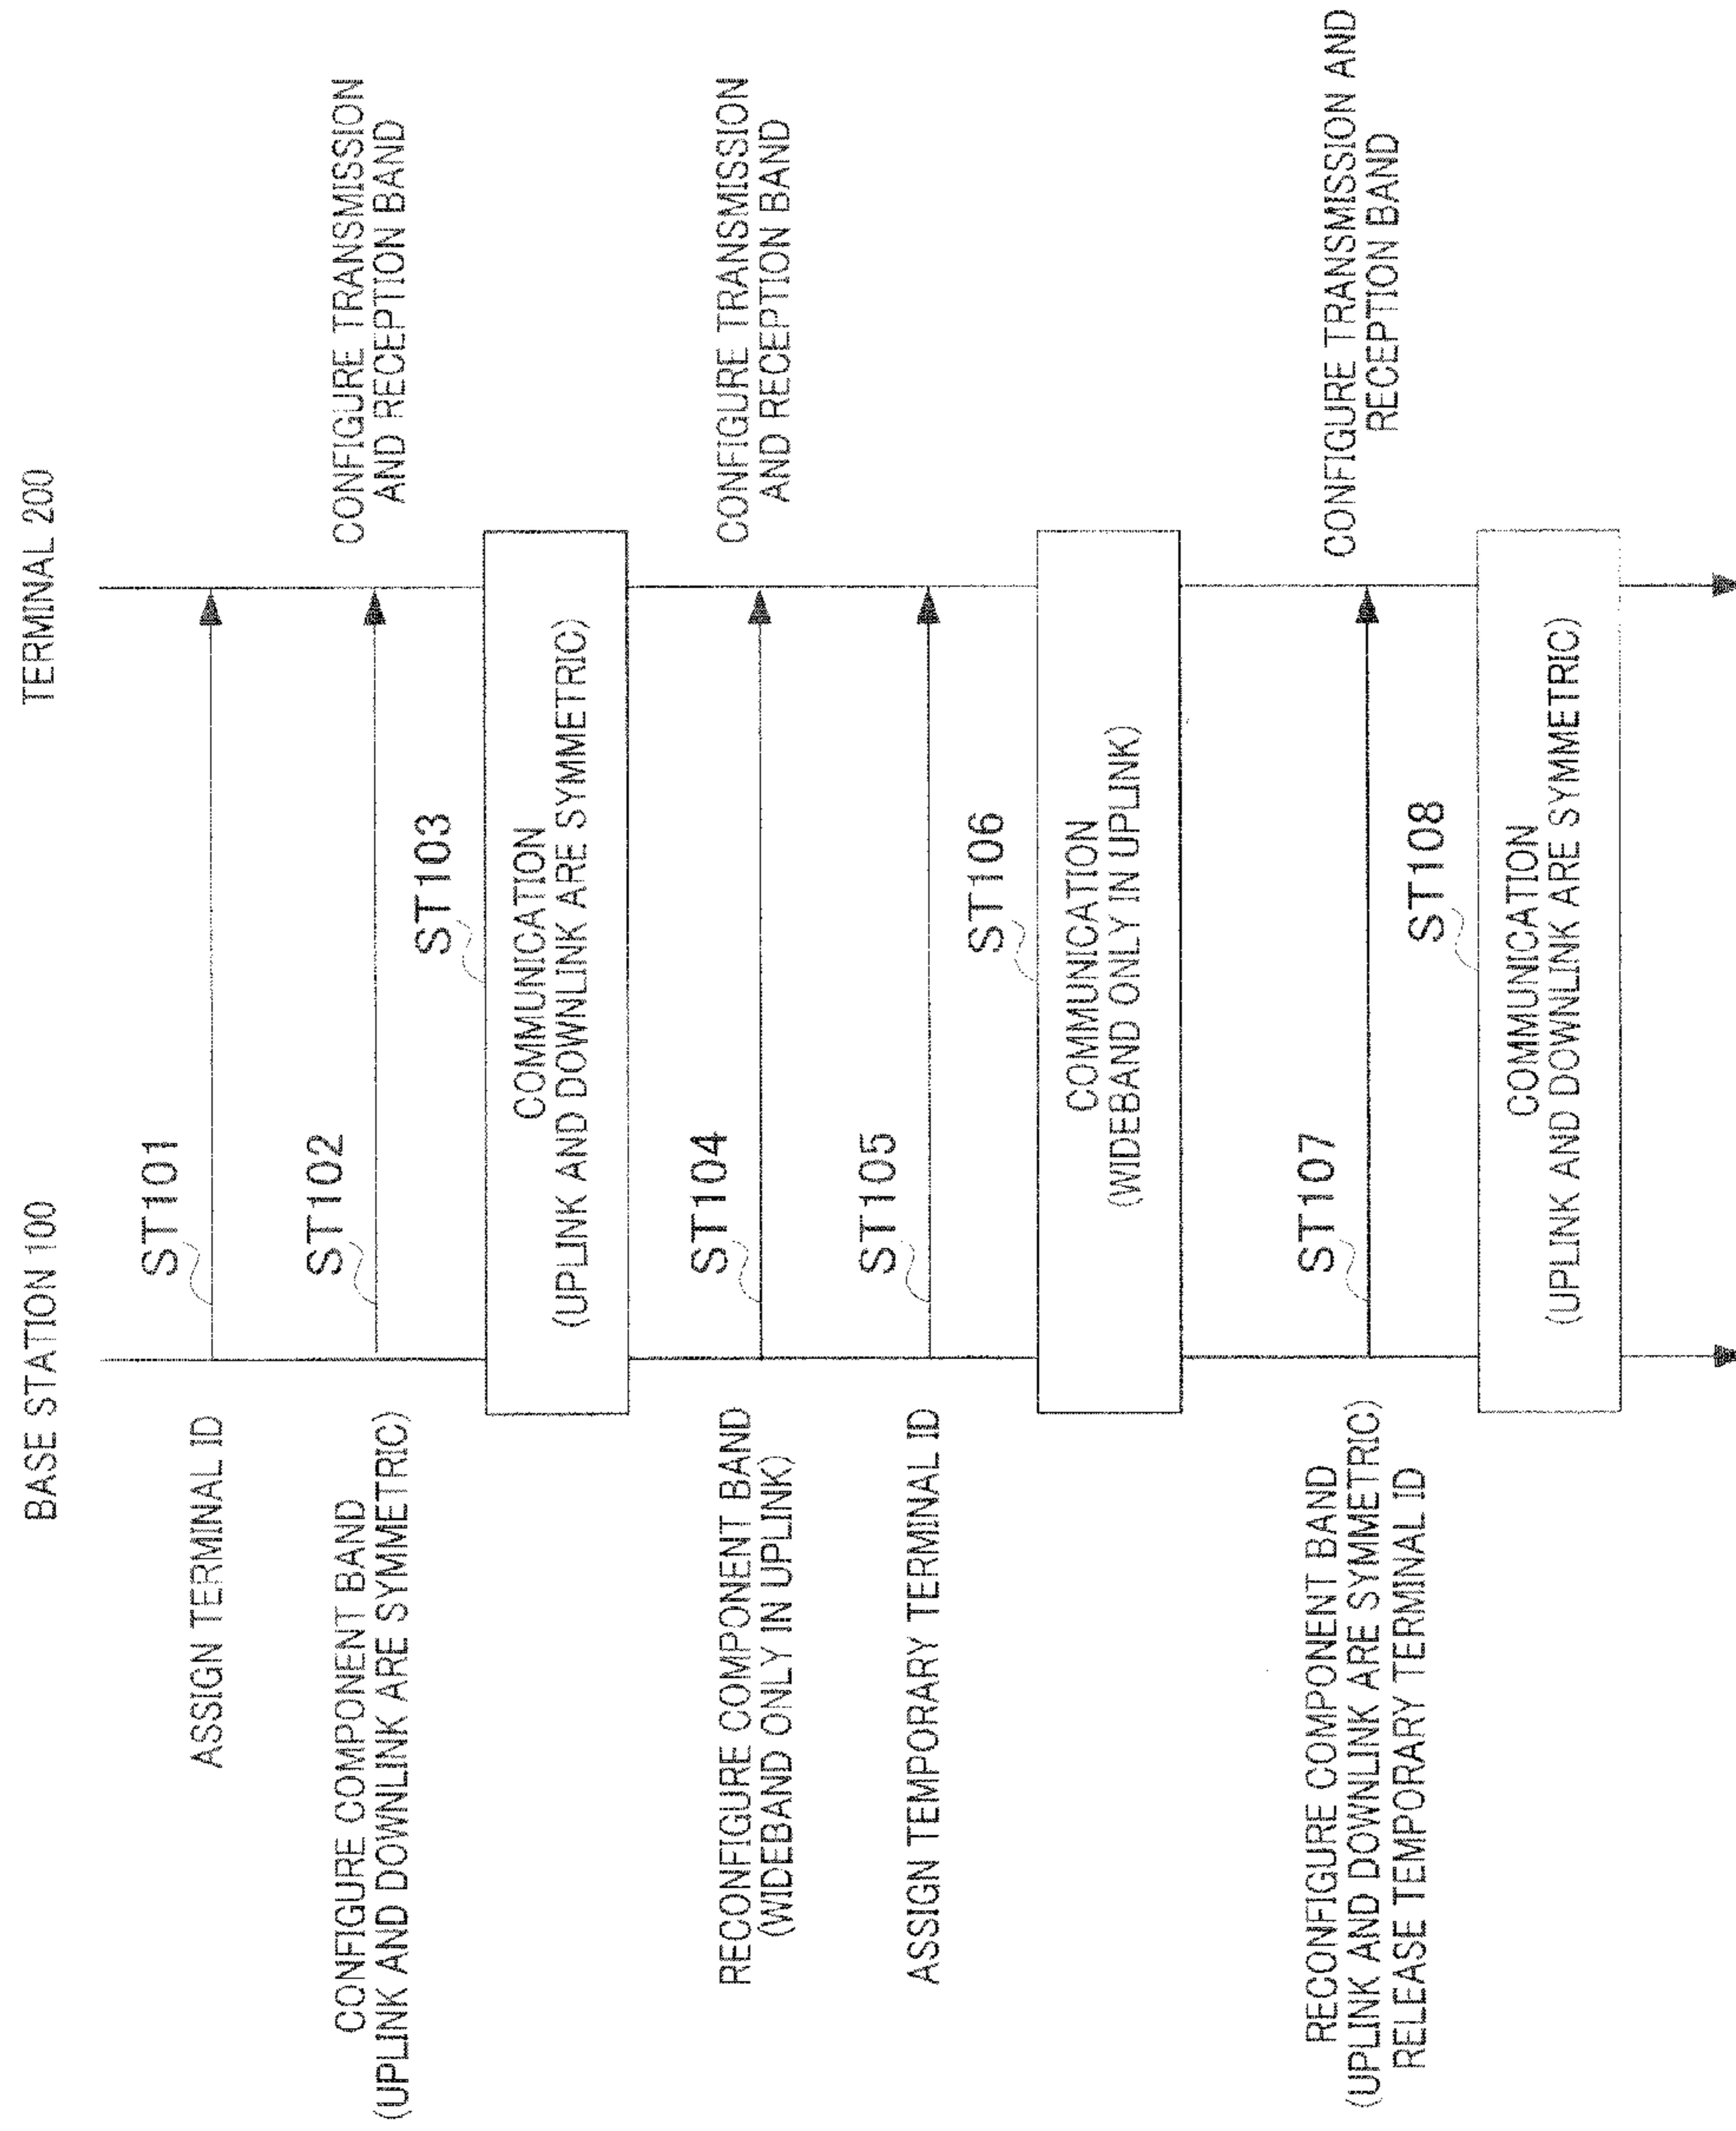 BASE STATION 100
TERMINAL 200
ASSIGN TERMINAL ID
ST101
CONFIGURE COMPONENT BAND
(UPLINK AND DOWNLINK ARE SYMMETRIC)
ST102
CONFIGURE TRANSMISSION
AND RECEPTION BAND
ST103
COMMUNICATION
(UPLINK AND DOWNLINK ARE SYMMETRIC)
RECONFIGURE COMPONENT BAND
(WIDEBAND ONLY IN UPLINK)
ST104
CONFIGURE TRANSMISSION
AND RECEPTION BAND
ASSIGN TEMPORARY TERMINAL ID
ST105
ST106
COMMUNICATION
(WIDEBAND ONLY IN UPLINK)
RECONFIGURE COMPONENT BAND
(UPLINK AND DOWNLINK ARE SYMMETRIC)
RELEASE TEMPORARY TERMINAL ID
ST107
CONFIGURE TRANSMISSION AND
RECEPTION BAND
ST108
COMMUNICATION
(UPLINK AND DOWNLINK ARE SYMMETRIC)